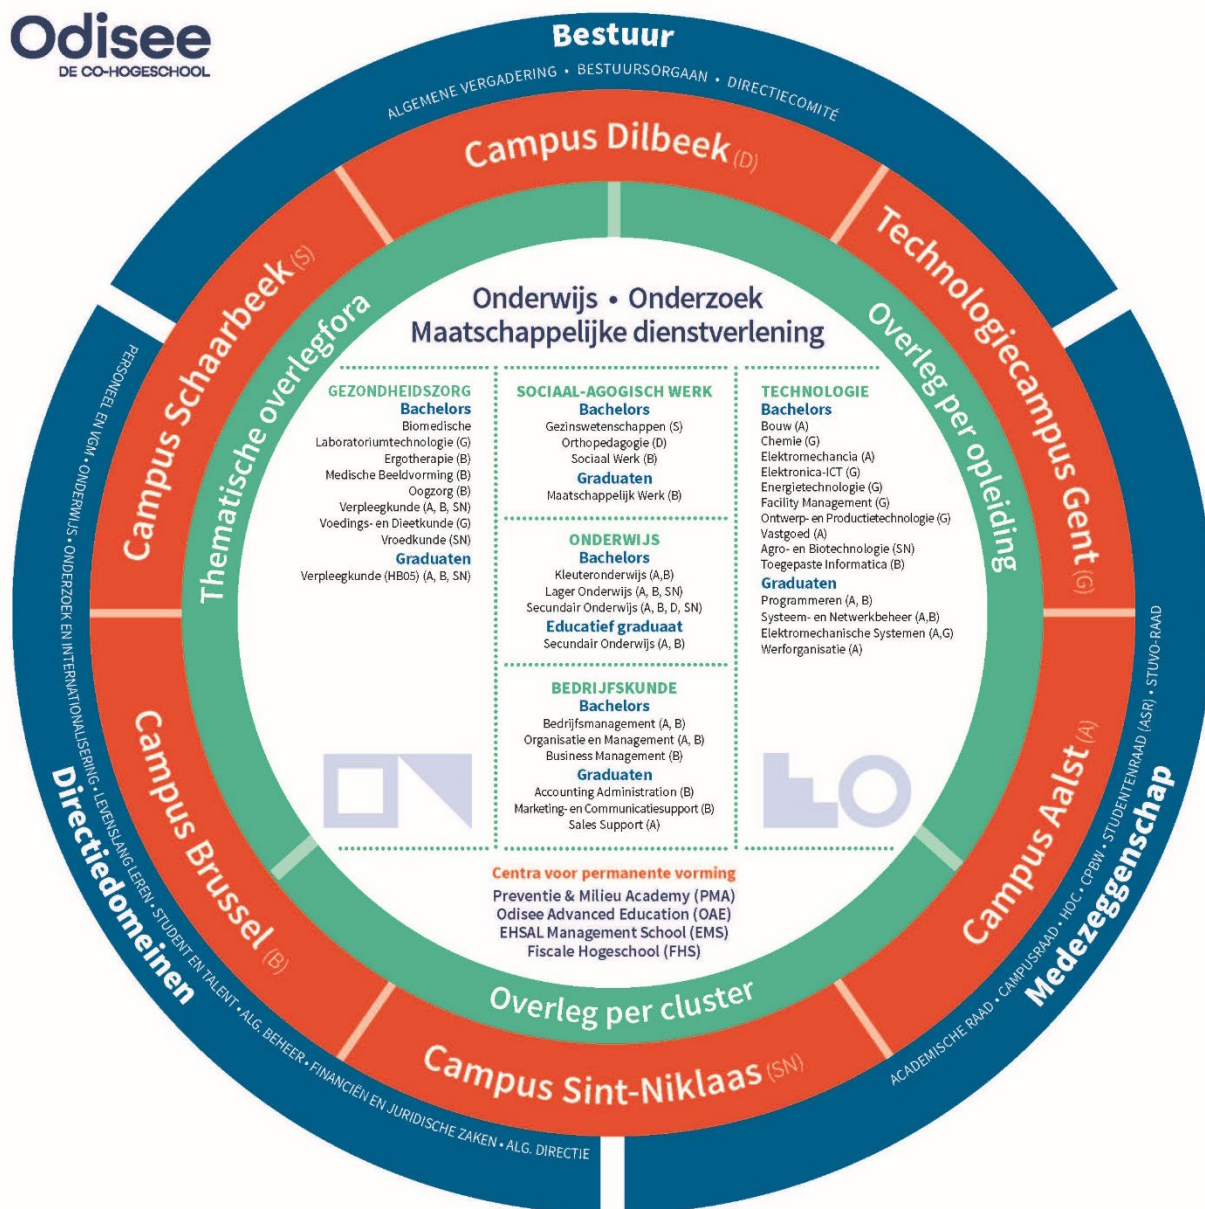 Odisee
DE CO-HOGESCHOOL
Bestuur
ALGEMENE VERGADERING • BESTUURSORGAAN • DIRECTIECOMITÉ
Campus Dilbeek (D)
Technologiecampus Gent (G)
Campus Aalst (A)
Campus Sint-Niklaas (SN)
Campus Brussel (B)
Campus Schaarbeek (S)
Thematische overlegfora
Overleg per opleiding
Overleg per cluster
Directiedomeinen
PERSONEEL EN VGM • ONDERWIJS • ONDERZOEK EN INTERNATIONALISERING • LEVENSLANG LEREN • STUDENT EN TALENT • ALG. BEHEER • FINANCIËN EN JURIDISCHE ZAKEN • ALG. DIRECTIE
Medezeggenschap
ACADEMISCHE RAAD • CAMPUSRAAD • HOC • CPBW • STUDENTENRAAD (ASR) • STUVO-RAAD
Onderwijs • Onderzoek
Maatschappelijke dienstverlening
GEZONDHEIDSZORG
Bachelors
Biomedische
Laboratoriumtechnologie (G)
Ergotherapie (B)
Medische Beeldvorming (B)
Oogzorg (B)
Verpleegkunde (A, B, SN)
Voedings- en Dieetkunde (G)
Vroedkunde (SN)
Graduaten
Verpleegkunde (HB05) (A, B, SN)
SOCIAAL-AGOGISCH WERK
Bachelors
Gezinswetenschappen (S)
Orthopedagogie (D)
Sociaal Werk (B)
Graduaten
Maatschappelijk Werk (B)
ONDERWIJS
Bachelors
Kleuteronderwijs (A,B)
Lager Onderwijs (A, B, SN)
Secundair Onderwijs (A, B, D, SN)
Educatief graduaat
Secundair Onderwijs (A, B)
BEDRIJFSKUNDE
Bachelors
Bedrijfsmanagement (A, B)
Organisatie en Management (A, B)
Business Management (B)
Graduaten
Accounting Administration (B)
Marketing- en Communicatiesupport (B)
Sales Support (A)
TECHNOLOGIE
Bachelors
Bouw (A)
Chemie (G)
Elektromechancia (A)
Elektronica-ICT (G)
Energietechnologie (G)
Facility Management (G)
Ontwerp- en Productietechnologie (G)
Vastgoed (A)
Agro- en Biotechnologie (SN)
Toegepaste Informatica (B)
Graduaten
Programmeren (A, B)
Systeem- en Netwerkbeheer (A,B)
Elektromechanische Systemen (A,G)
Werforganisatie (A)
Centra voor permanente vorming
Preventie & Milieu Academy (PMA)
Odisee Advanced Education (OAE)
EHSAL Management School (EMS)
Fiscale Hogeschool (FHS)